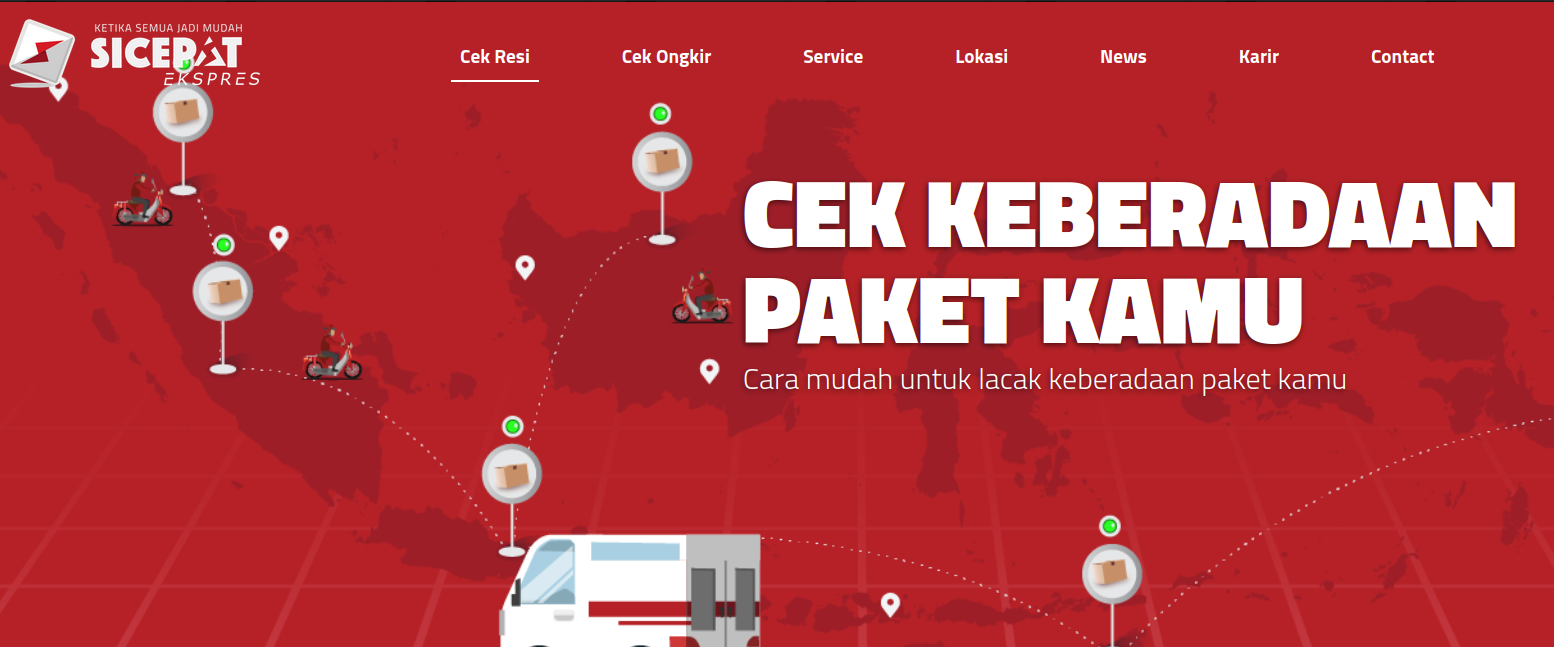 KETIKA SEMUA JADI MUDAH
SICEPAT
EKSPRES
Cek Resi
Cek Ongkir
Service
Lokasi
News
Karir
Contact
CEK KEBERADAAN
PAKET KAMU
Cara mudah untuk lacak keberadaan paket kamu